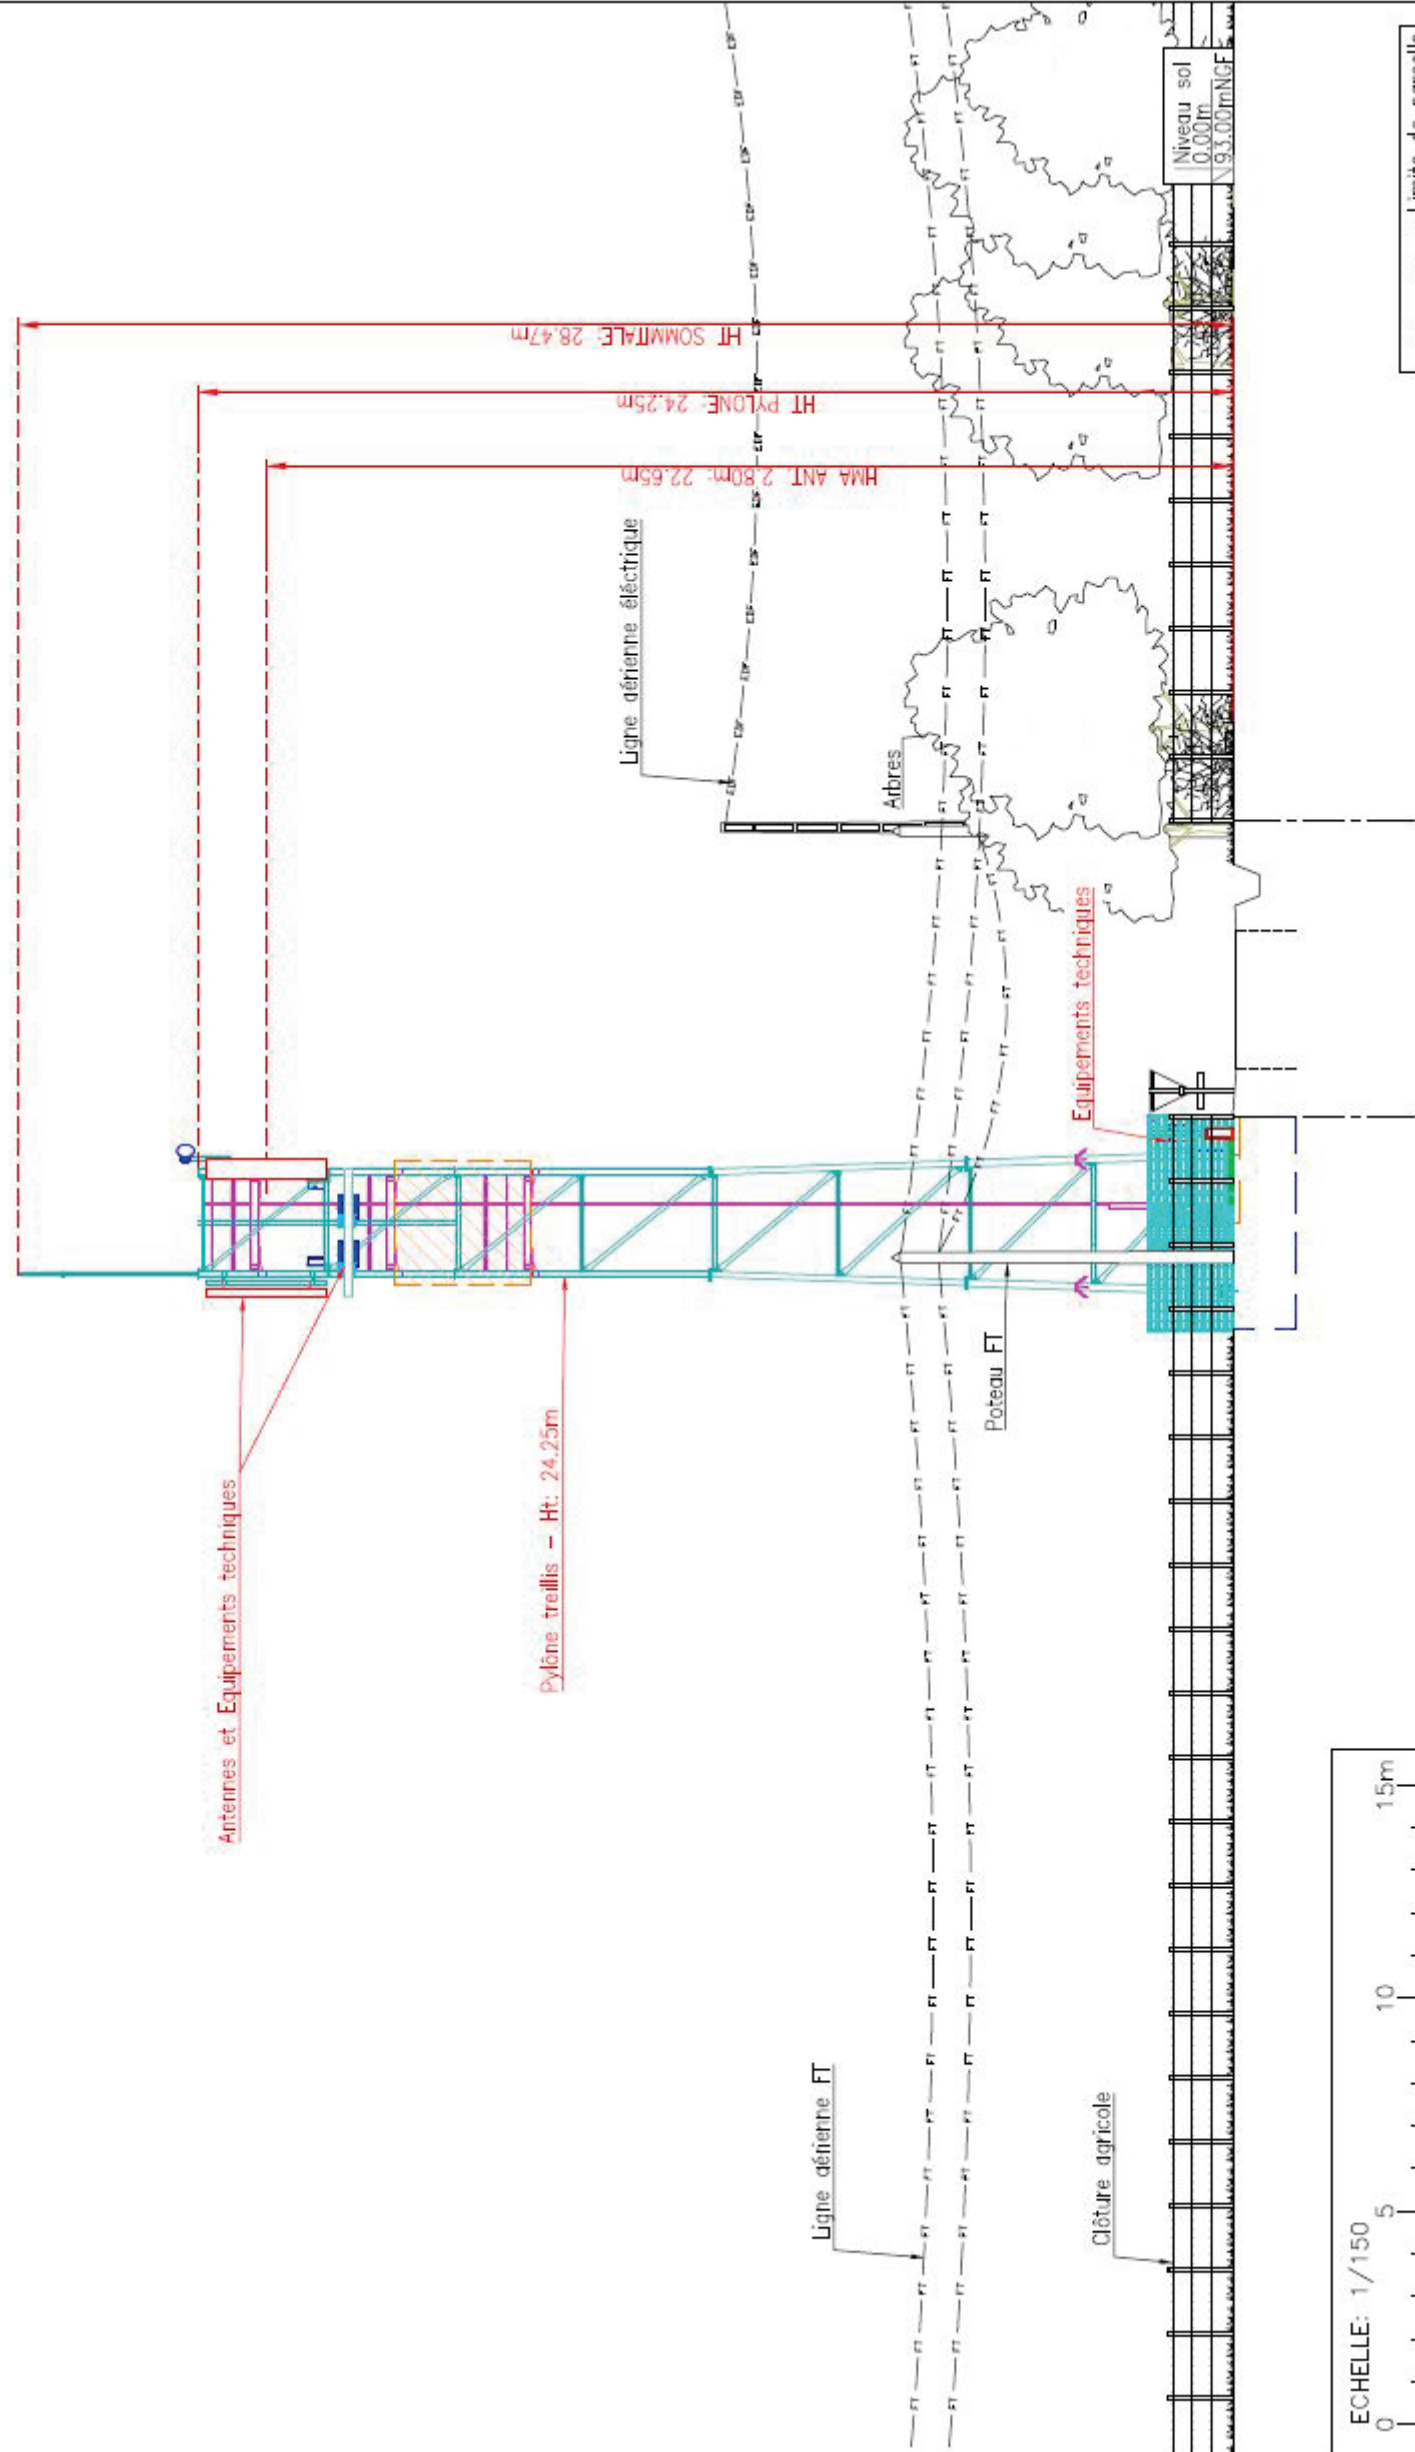 HT SOMMITALE: 28.47m
HT PYLONE: 24.25m
HMA ANT. 2.80m: 22.65m
Ligne aérienne éléctrique
Arbres
Niveau sol
0.00m
93.00mNGF
Equipements techniques
Antennes et Equipements techniques
Pylône treillis - Ht: 24.25m
Poteau FT
Ligne aérienne FT
Clôture agricole
EDF
FT
ECHELLE: 1/150
0 5 10 15m